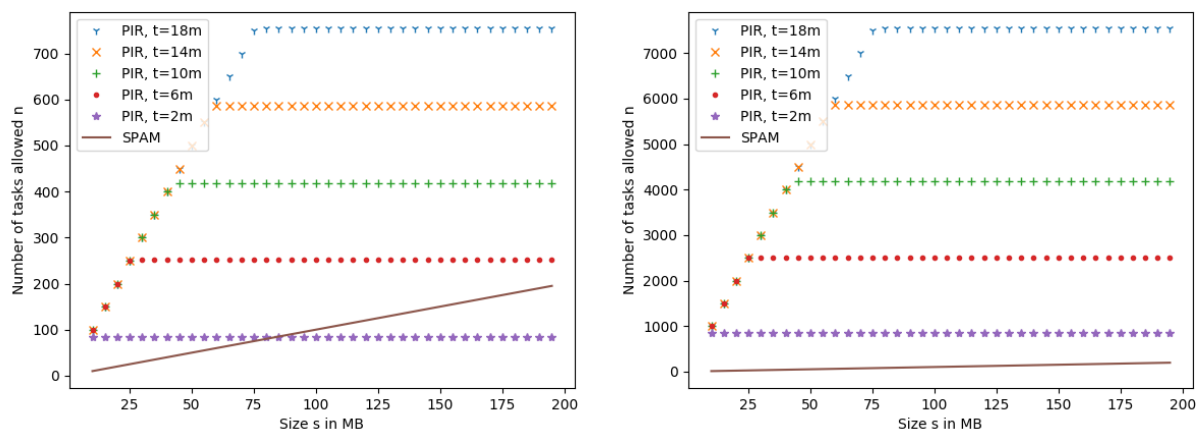 Number of tasks allowed n
700
600
500
400
300
200
100
0
PIR, t=18m
PIR, t=14m
PIR, t=10m
PIR, t=6m
PIR, t=2m
SPAM
25 50 75 100 125 150 175 200
Size s in MB
Number of tasks allowed n
7000
6000
5000
4000
3000
2000
1000
0
PIR, t=18m
PIR, t=14m
PIR, t=10m
PIR, t=6m
PIR, t=2m
SPAM
25 50 75 100 125 150 175 200
Size s in MB